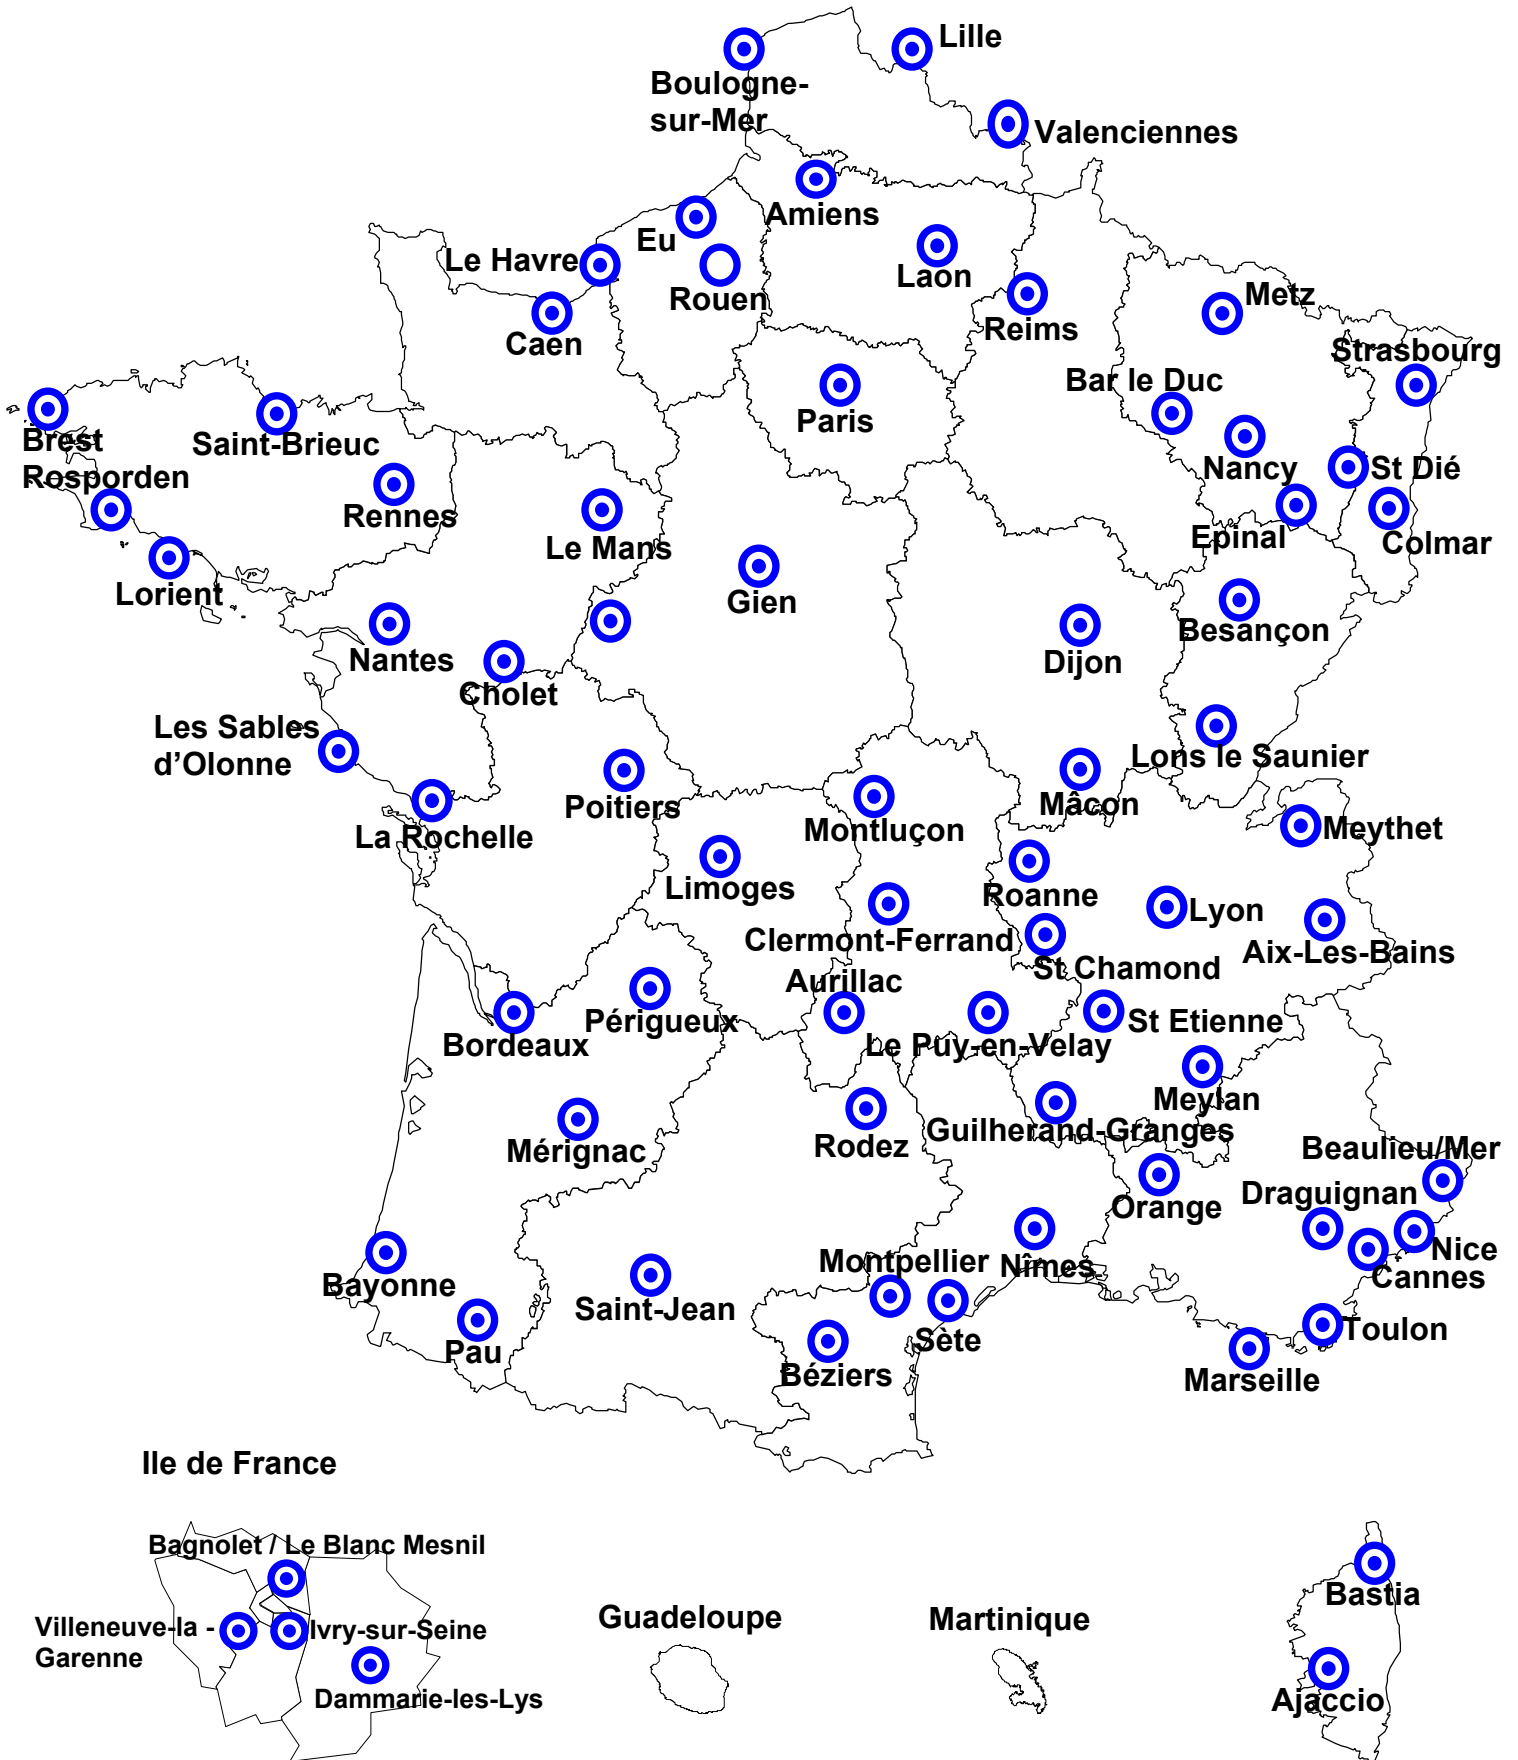 Lille
Boulogne-
sur-Mer
Valenciennes
Amiens
Eu
Le Havre
Laon
Rouen
Metz
Reims
Caen
Strasbourg
Bar le Duc
Paris
Brest
Saint-Brieuc
Nancy
St Dié
Rosporden
Rennes
Le Mans
Epinal
Colmar
Lorient
Gien
Besançon
Nantes
Dijon
Cholet
Les Sables
d’Olonne
Lons le Saunier
Poitiers
Mâcon
Montluçon
Meythet
La Rochelle
Limoges
Roanne
Lyon
Clermont-Ferrand
Aix-Les-Bains
St Chamond
Aurillac
Périgueux
St Etienne
Bordeaux
Le Puy-en-Velay
Meylan
Guilherand-Granges
Rodez
Mérignac
Beaulieu/Mer
Draguignan
Orange
Nice
Montpellier
Nîmes
Cannes
Bayonne
Saint-Jean
Toulon
Sète
Pau
Béziers
Marseille
Ile de France
Bagnolet / Le Blanc Mesnil
Bastia
Guadeloupe
Martinique
Villeneuve-la -
Garenne
Ivry-sur-Seine
Dammarie-les-Lys
Ajaccio